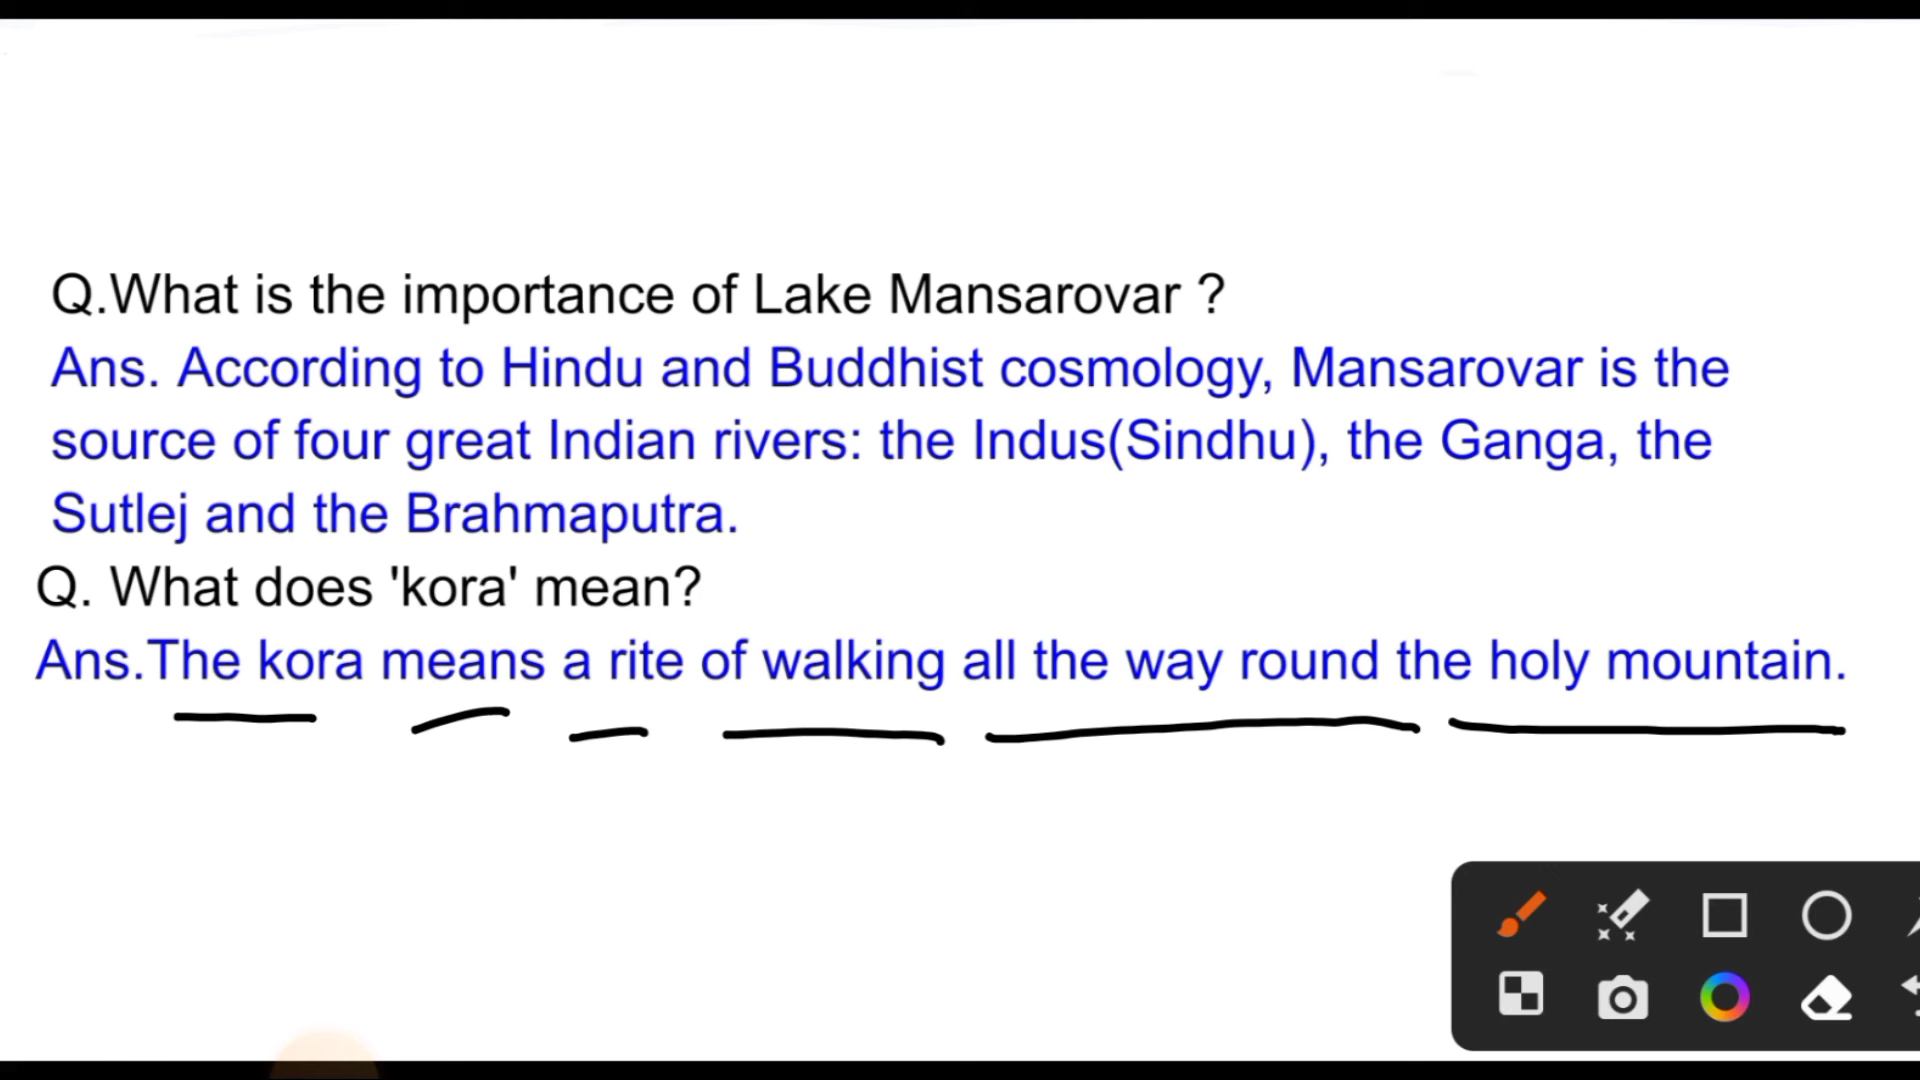 Q.What is the importance of Lake Mansarovar ?
Ans. According to Hindu and Buddhist cosmology, Mansarovar is the
source of four great Indian rivers: the Indus(Sindhu), the Ganga, the
Sutlej and the Brahmaputra.
Q. What does 'kora' mean?
Ans.The kora means a rite of walking all the way round the holy mountain.